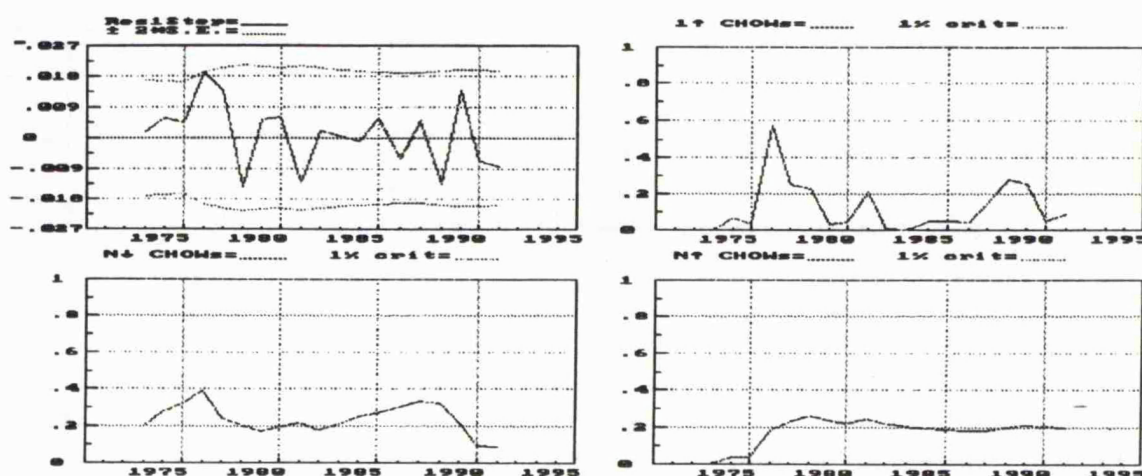 Res1Step=
± 2*S.E.=
.027
.018
.009
0
-.009
-.018
-.027
1975 1980 1985 1990 1995
1↑ CHOWs= 1% crit=
1
.8
.6
.4
.2
0
1975 1980 1985 1990 1995
N↓ CHOWs= 1% crit=
1
.8
.6
.4
.2
0
1975 1980 1985 1990 1995
N↑ CHOWs= 1% crit=
1
.8
.6
.4
.2
0
1975 1980 1985 1990 1995